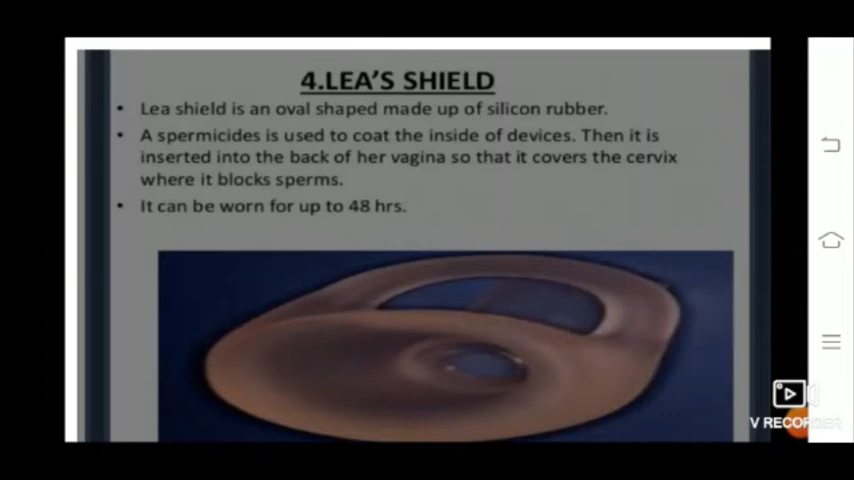 4.LEA'S SHIELD
• Lea shield is an oval shaped made up of silicon rubber.
• A spermicides is used to coat the inside of devices. Then it is
inserted into the back of her vagina so that it covers the cervix
where it blocks sperms.
• It can be worn for up to 48 hrs.
V RECORDER